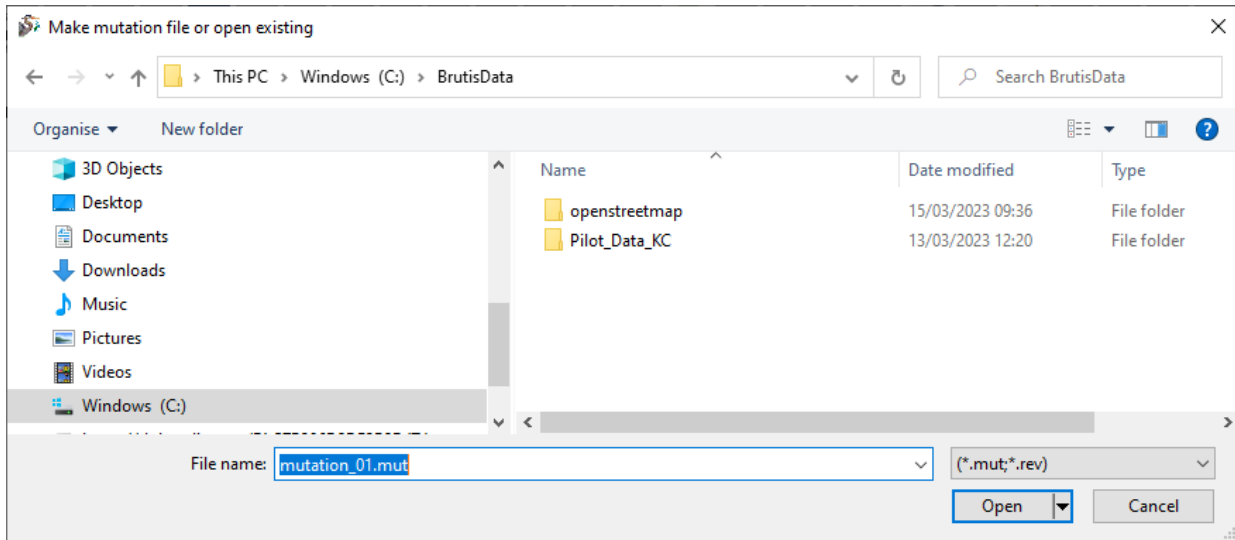 Make mutation file or open existing
This PC > Windows (C:) > BrutisData
Search BrutisData
Organise New folder
3D Objects
Desktop
Documents
Downloads
Music
Pictures
Videos
Windows (C:)
Name Date modified Type
openstreetmap 15/03/2023 09:36 File folder
Pilot_Data_KC 13/03/2023 12:20 File folder
File name: mutation_01.mut (*.mut;*.rev)
Open Cancel